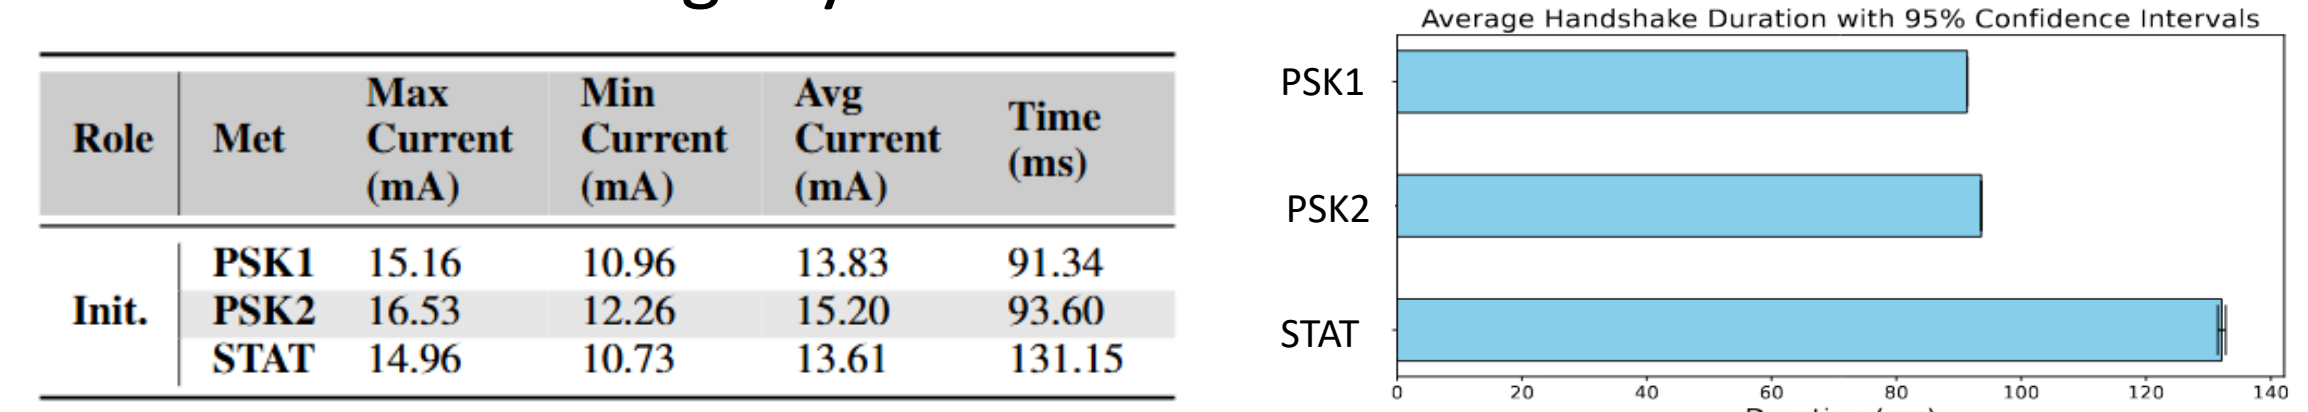 Role Met Max Current (mA) Min Current (mA) Avg Current (mA) Time (ms)
Init. PSK1 15.16 10.96 13.83 91.34
PSK2 16.53 12.26 15.20 93.60
STAT 14.96 10.73 13.61 131.15
Average Handshake Duration with 95% Confidence Intervals
PSK1
PSK2
STAT
0 20 40 60 80 100 120 140